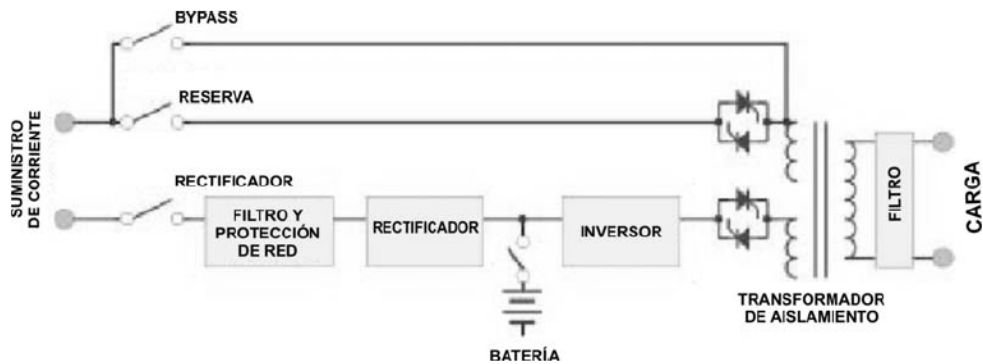 BYPASS
RESERVA
SUMINISTRO
DE CORRIENTE
RECTIFICADOR
FILTRO Y
PROTECCIÓN
DE RED
RECTIFICADOR
INVERSOR
FILTRO
CARGA
TRANSFORMADOR
DE AISLAMIENTO
BATERÍA